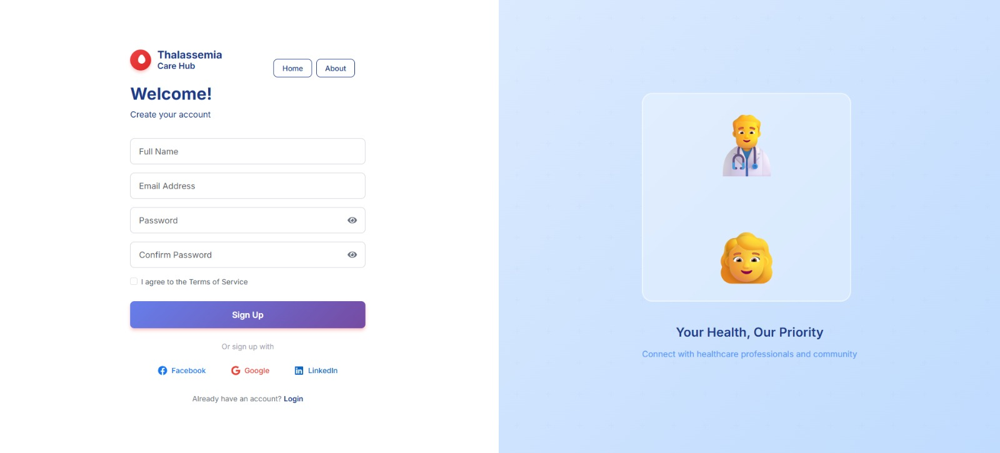 Thalassemia
Care Hub
Home
About
Welcome!
Create your account
Full Name
Email Address
Password
Confirm Password
I agree to the Terms of Service
Sign Up
Or sign up with
Facebook
Google
LinkedIn
Already have an account? Login
Your Health, Our Priority
Connect with healthcare professionals and community